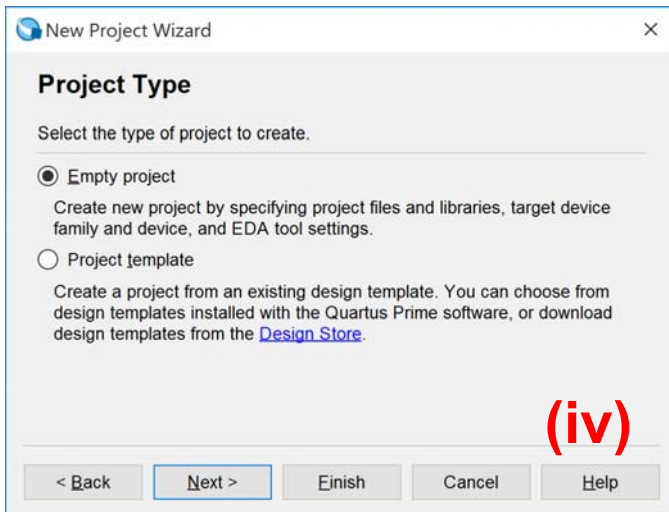 New Project Wizard
Project Type
Select the type of project to create.
Empty project
Create new project by specifying project files and libraries, target device
family and device, and EDA tool settings.
Project template
Create a project from an existing design template. You can choose from
design templates installed with the Quartus Prime software, or download
design templates from the Design Store.
(iv)
< Back Next > Finish Cancel Help